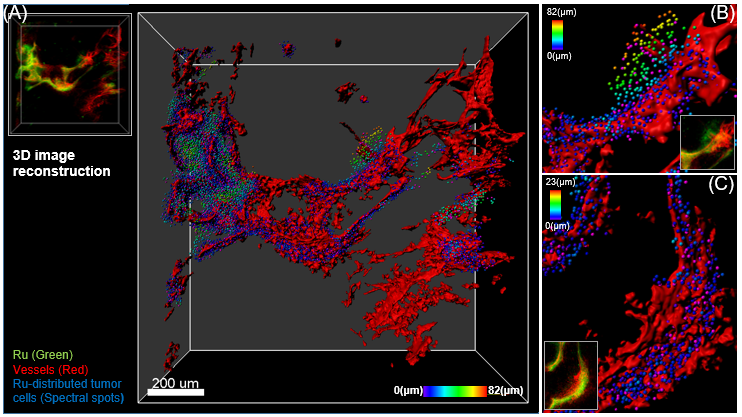 (A)
3D image
reconstruction
Ru (Green)
Vessels (Red)
Ru-distributed tumor
cells (Spectral spots)
200 um
0(μm) 82(μm)
82(μm)
(B)
0(μm)
23(μm)
(C)
0(μm)